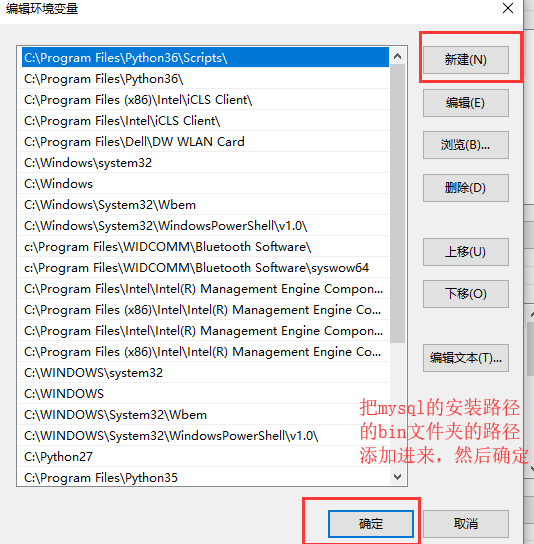 编辑环境变量
C:\Program Files\Python36\Scripts\
C:\Program Files\Python36\
C:\Program Files (x86)\Intel\iCLS Client\
C:\Program Files\Intel\iCLS Client\
C:\Program Files\Dell\DW WLAN Card
C:\Windows\system32
C:\Windows
C:\Windows\System32\Wbem
C:\Windows\System32\WindowsPowerShell\v1.0\
c:\Program Files\WIDCOMM\Bluetooth Software\
c:\Program Files\WIDCOMM\Bluetooth Software\syswow64
C:\Program Files\Intel\Intel(R) Management Engine Compon...
C:\Program Files (x86)\Intel\Intel(R) Management Engine Co...
C:\Program Files\Intel\Intel(R) Management Engine Compon...
C:\Program Files (x86)\Intel\Intel(R) Management Engine Co...
C:\WINDOWS\system32
C:\WINDOWS
C:\WINDOWS\System32\Wbem
C:\WINDOWS\System32\WindowsPowerShell\v1.0\
C:\Python27
C:\Program Files\Python35
新建(N)
编辑(E)
浏览(B)...
删除(D)
上移(U)
下移(O)
编辑文本(T)...
把mysql的安装路径
的bin文件夹的路径
添加进来，然后确定
确定
取消